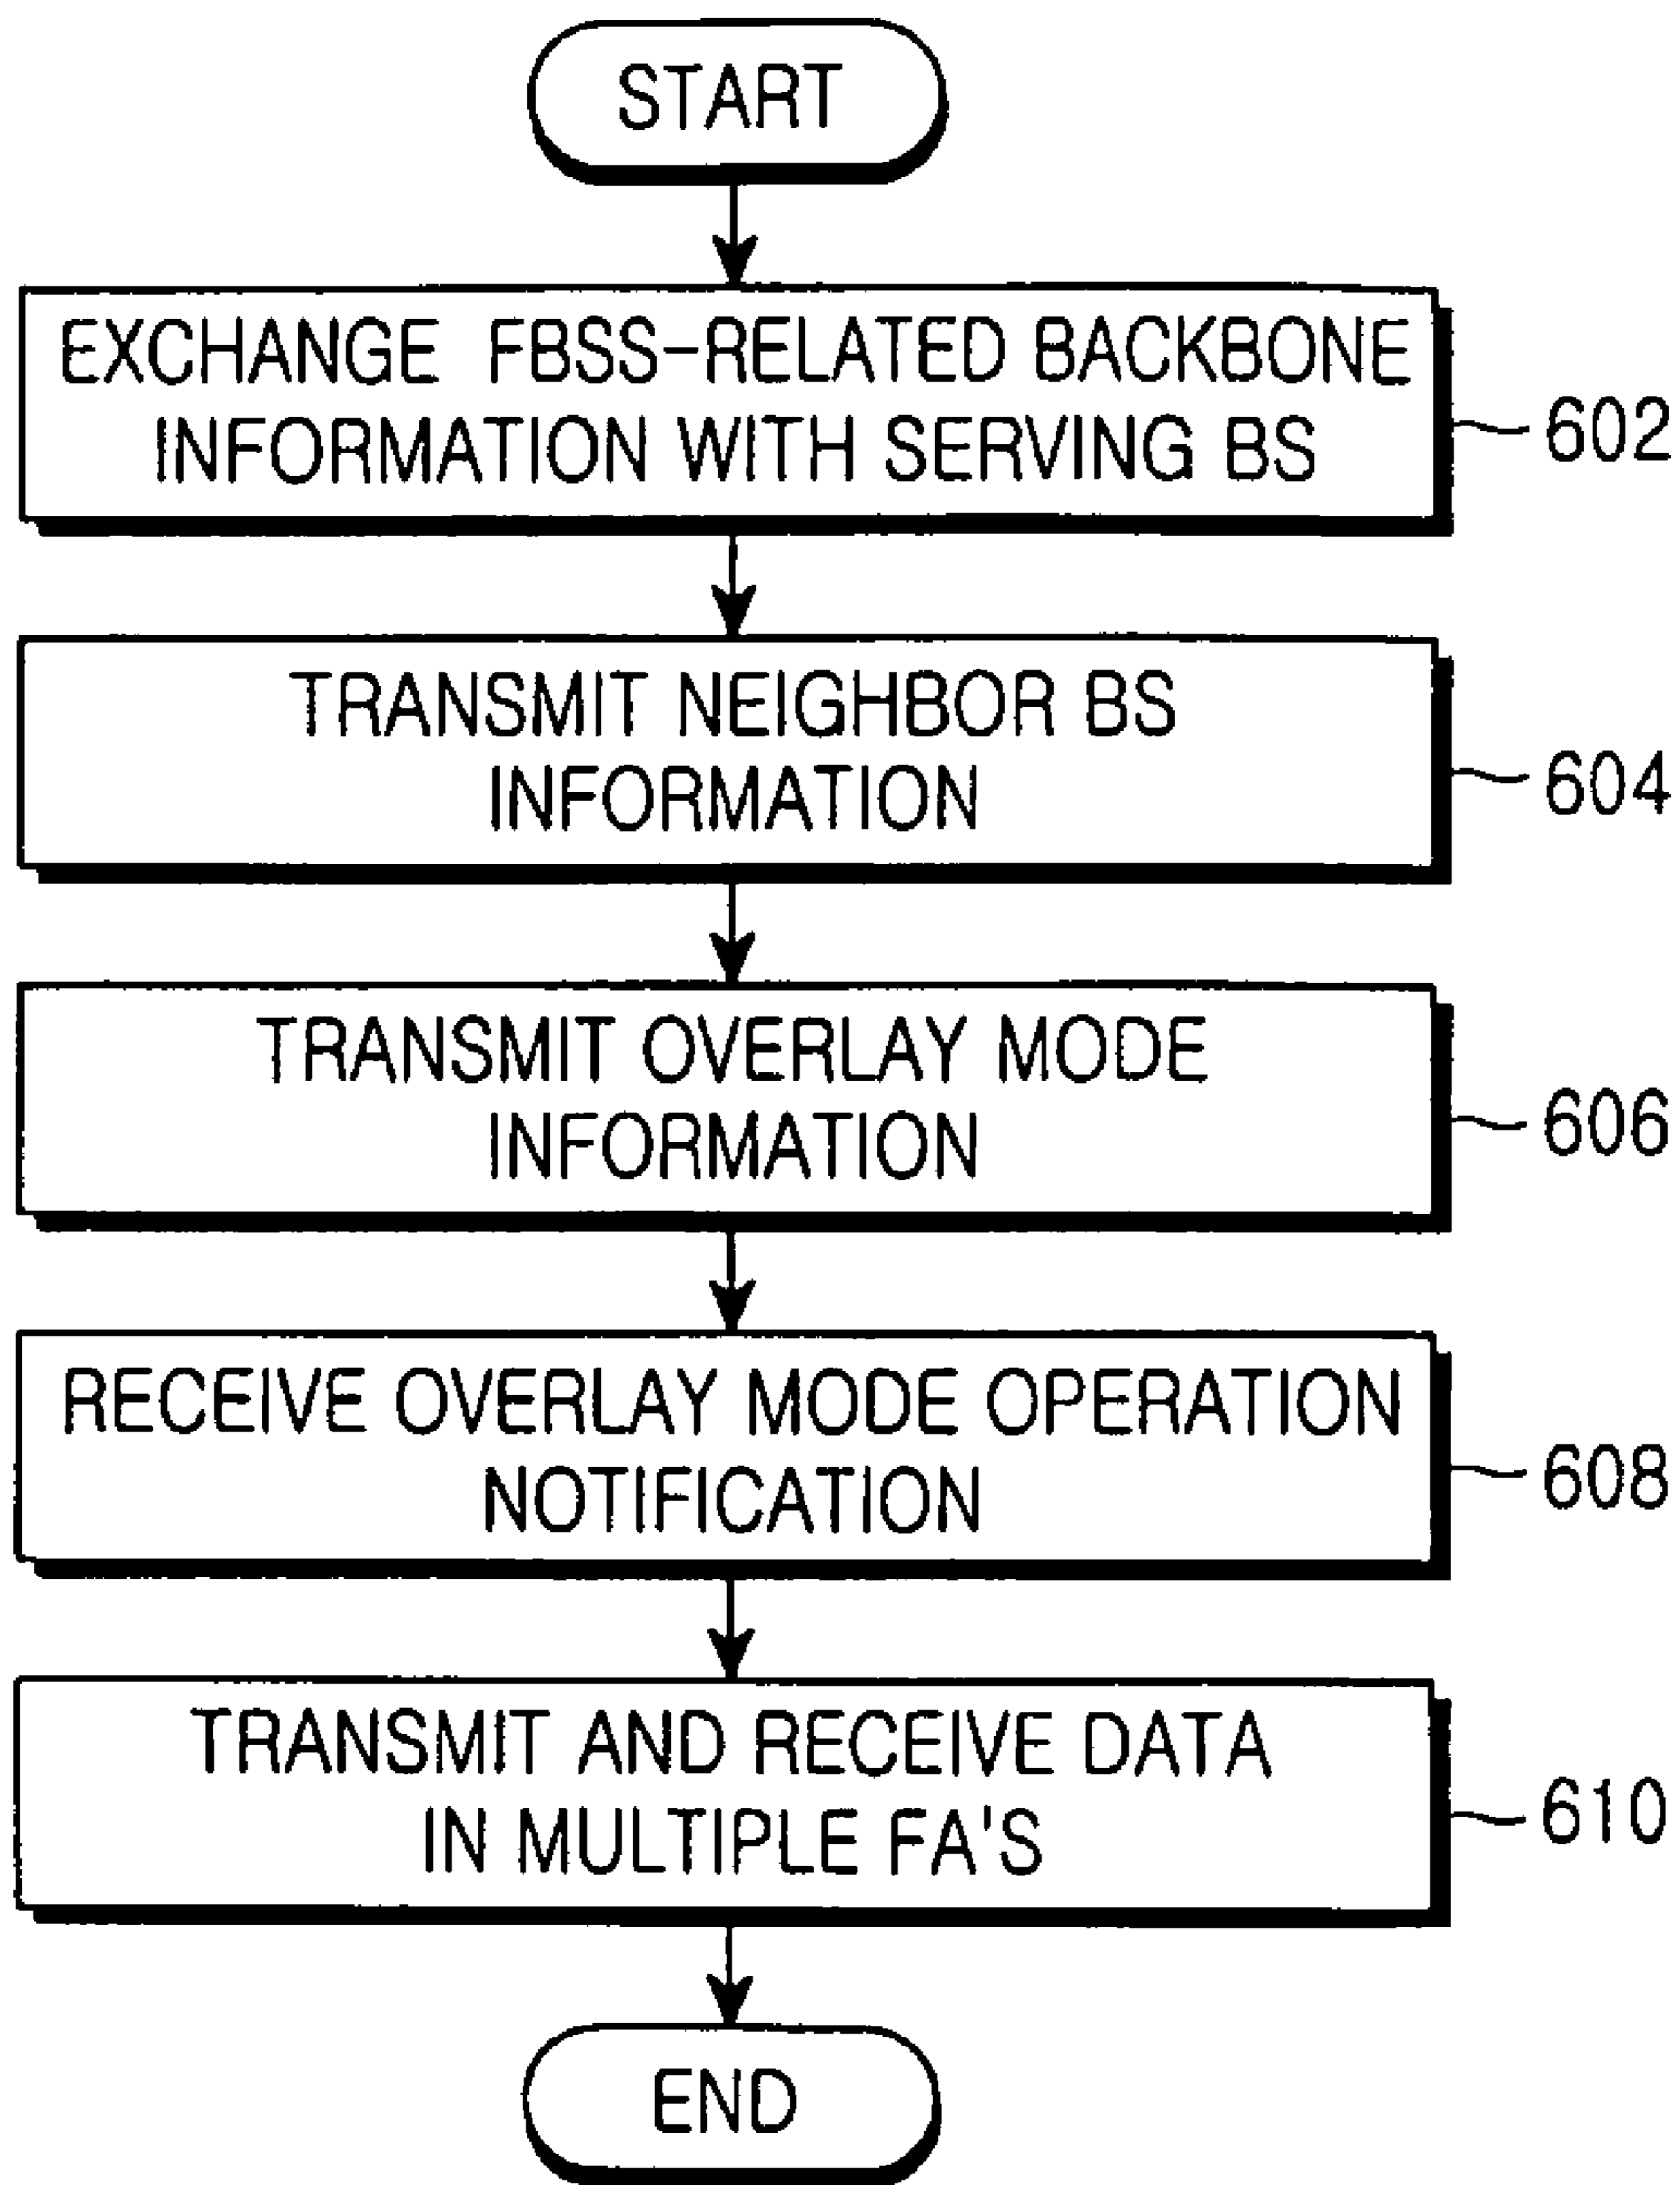 START
EXCHANGE FBSS-RELATED BACKBONE
INFORMATION WITH SERVING BS
602
TRANSMIT NEIGHBOR BS
INFORMATION
604
TRANSMIT OVERLAY MODE
INFORMATION
606
RECEIVE OVERLAY MODE OPERATION
NOTIFICATION
608
TRANSMIT AND RECEIVE DATA
IN MULTIPLE FA'S
610
END